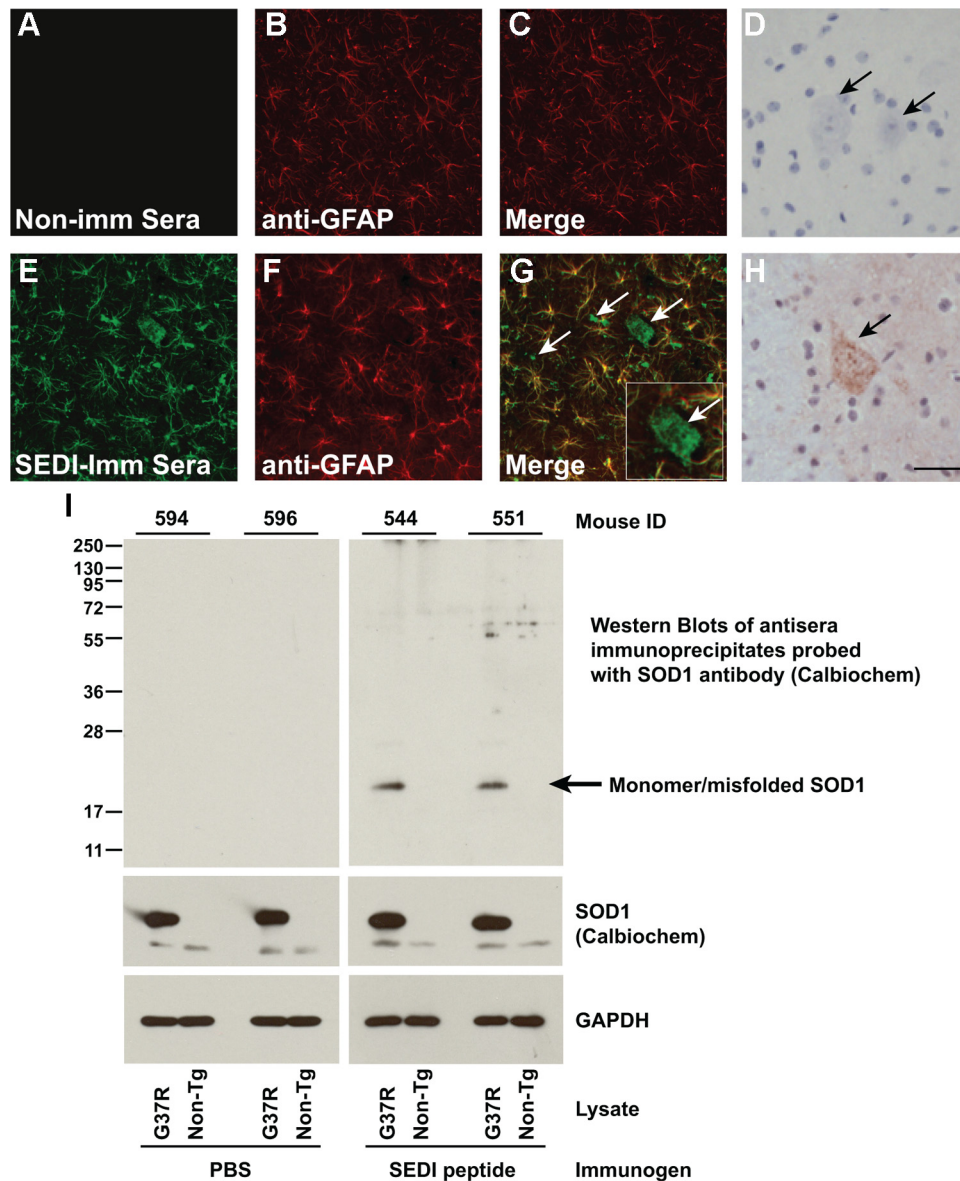 A
B
C
D
Non-imm Sera
anti-GFAP
Merge
E
F
G
H
SEDI-Imm Sera
anti-GFAP
Merge
I
594
596
544
551
Mouse ID
250
130
95
72
55
36
28
17
11
Western Blots of antisera
immunoprecipitates probed
with SOD1 antibody (Calbiochem)
Monomer/misfolded SOD1
SOD1
(Calbiochem)
GAPDH
G37R
Non-Tg
G37R
Non-Tg
G37R
Non-Tg
G37R
Non-Tg
Lysate
PBS
SEDI peptide
Immunogen